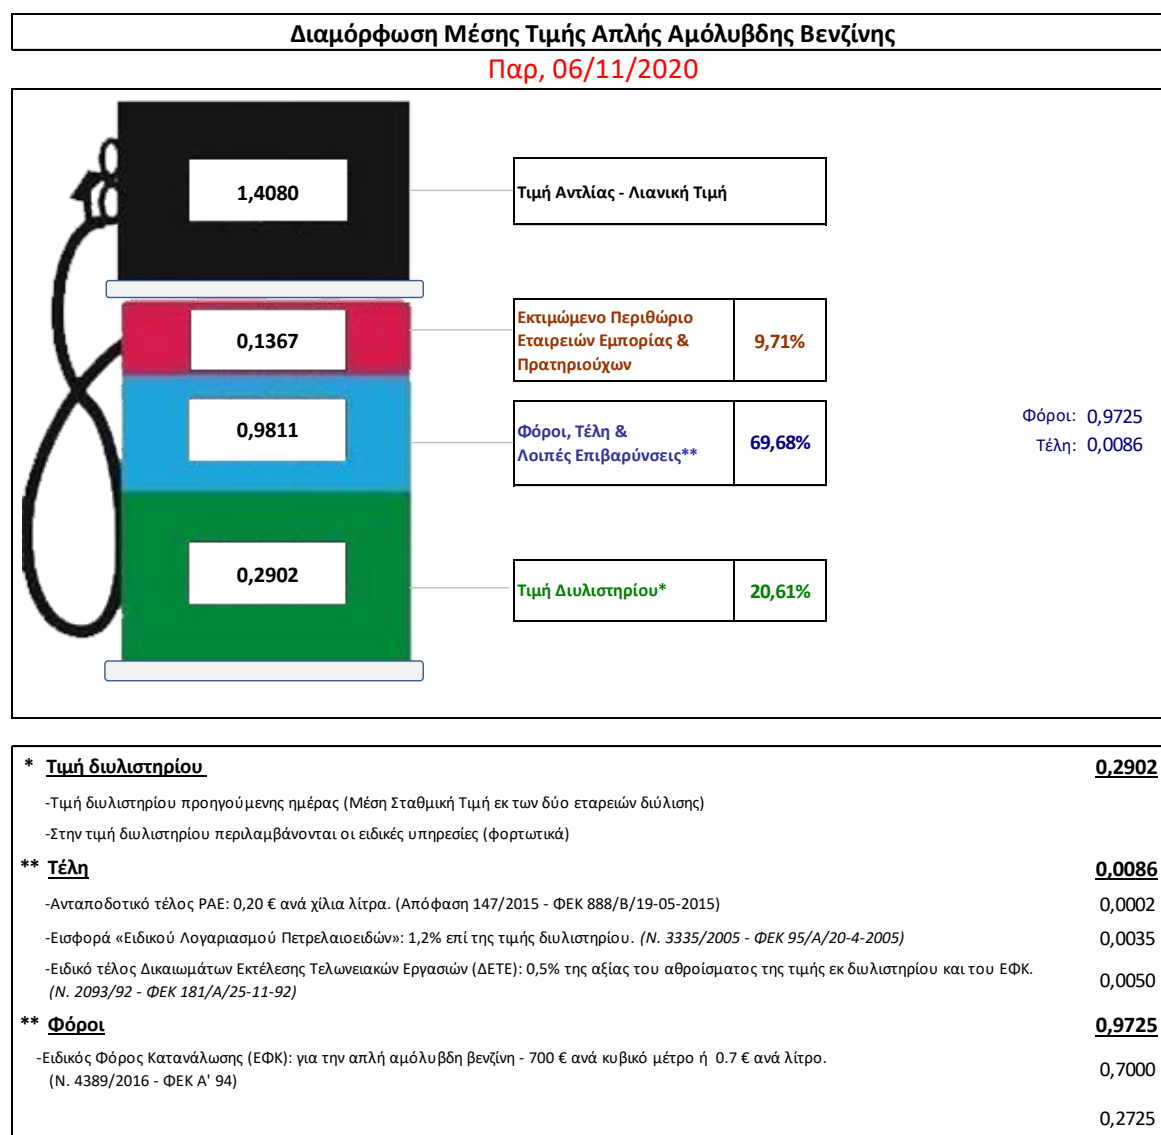 Διαμόρφωση Μέσης Τιμής Απλής Αμόλυβδης Βενζίνης
Παρ, 06/11/2020
1,4080
Τιμή Αντλίας - Λιανική Τιμή
0,1367
Εκτιμώμενο Περιθώριο
Εταιρειών Εμπορίας &
Πρατηριούχων
9,71%
0,9811
Φόροι, Τέλη &
Λοιπές Επιβαρύνσεις**
69,68%
Φόροι: 0,9725
Τέλη: 0,0086
0,2902
Τιμή Διυλιστηρίου*
20,61%
* Τιμή διυλιστηρίου 0,2902
-Τιμή διυλιστηρίου προηγούμενης ημέρας (Μέση Σταθμική Τιμή εκ των δύο εταρειών διύλισης)
-Στην τιμή διυλιστηρίου περιλαμβάνονται οι ειδικές υπηρεσίες (φορτωτικά)
** Τέλη 0,0086
-Ανταποδοτικό τέλος ΡΑΕ: 0,20 € ανά χίλια λίτρα. (Απόφαση 147/2015 - ΦΕΚ 888/Β/19-05-2015) 0,0002
-Εισφορά «Ειδικού Λογαριασμού Πετρελαιοειδών»: 1,2% επί της τιμής διυλιστηρίου. (Ν. 3335/2005 - ΦΕΚ 95/Α/20-4-2005) 0,0035
-Ειδικό τέλος Δικαιωμάτων Εκτέλεσης Τελωνειακών Εργασιών (ΔΕΤΕ): 0,5% της αξίας του αθροίσματος της τιμής εκ διυλιστηρίου και του ΕΦΚ.
(Ν. 2093/92 - ΦΕΚ 181/Α/25-11-92) 0,0050
** Φόροι 0,9725
-Ειδικός Φόρος Κατανάλωσης (ΕΦΚ): για την απλή αμόλυβδη βενζίνη - 700 € ανά κυβικό μέτρο ή 0.7 € ανά λίτρο.
(Ν. 4389/2016 - ΦΕΚ Α' 94) 0,7000
0,2725